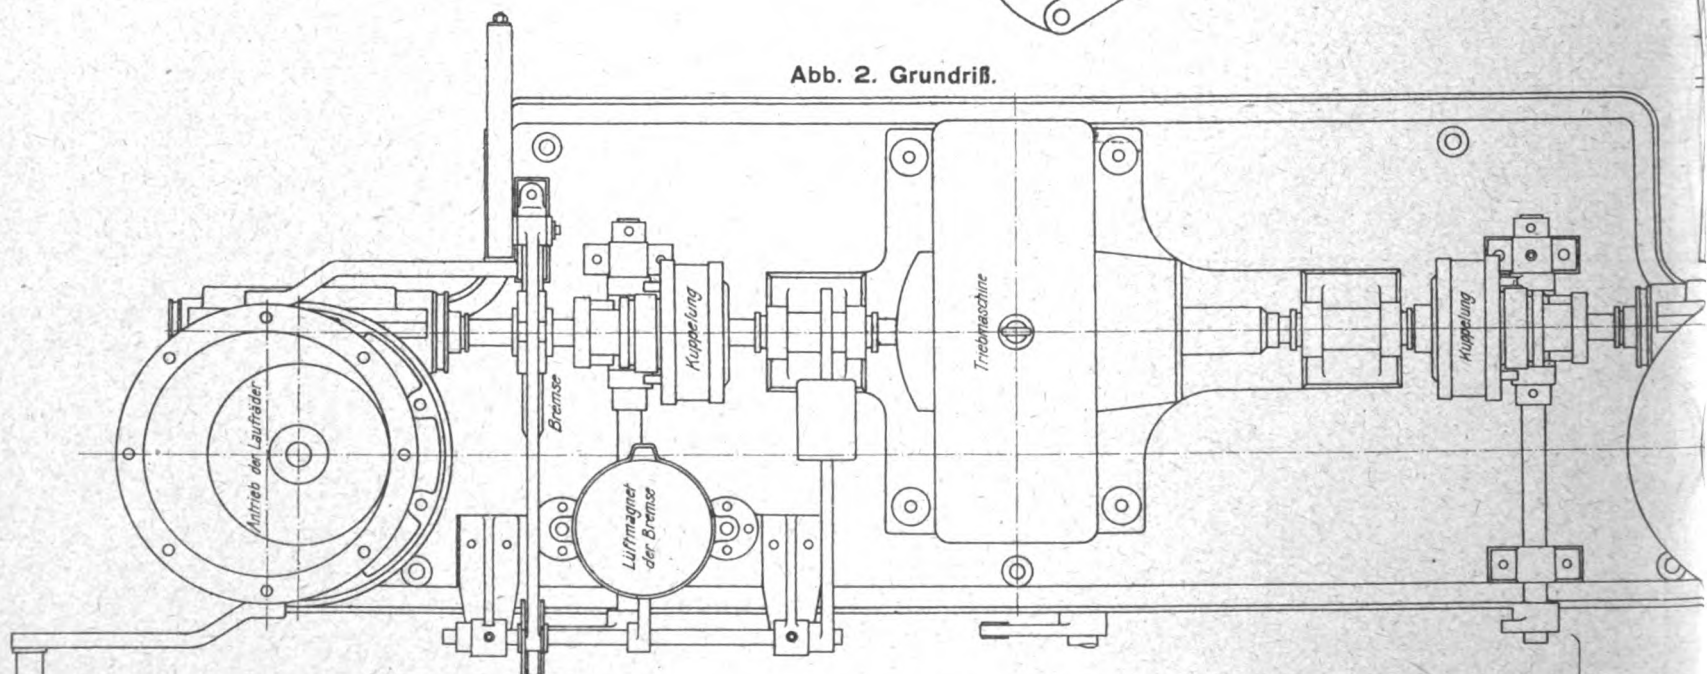 Abb. 2. Grundriß.
Antrieb der Laufräder
Bremse
Kuppelung
Lüftmagnet
der Bremse
Triebmaschine
Kuppelung